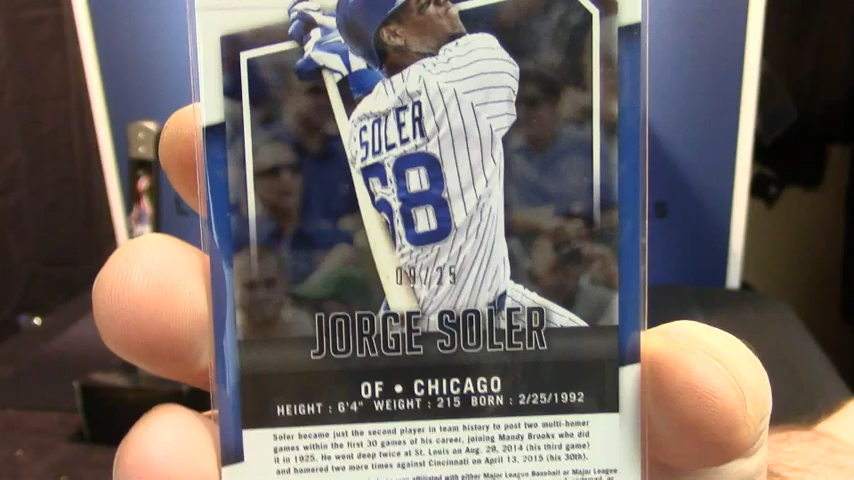 SOLER
68
09/25
JORGE SOLER
OF • CHICAGO
HEIGHT : 6'4" WEIGHT : 215 BORN : 2/25/1992
Soler became just the second player in team history to post two multi-homer
games within the first 30 games of his career, joining Mandy Brooks who did
it in 1925. He went deep twice at St. Louis on Aug. 29, 2014 (his third game)
and homered two more times against Cincinnati on April 13, 2015 (his 30th).
affiliated with either Major League Baseball or Major League